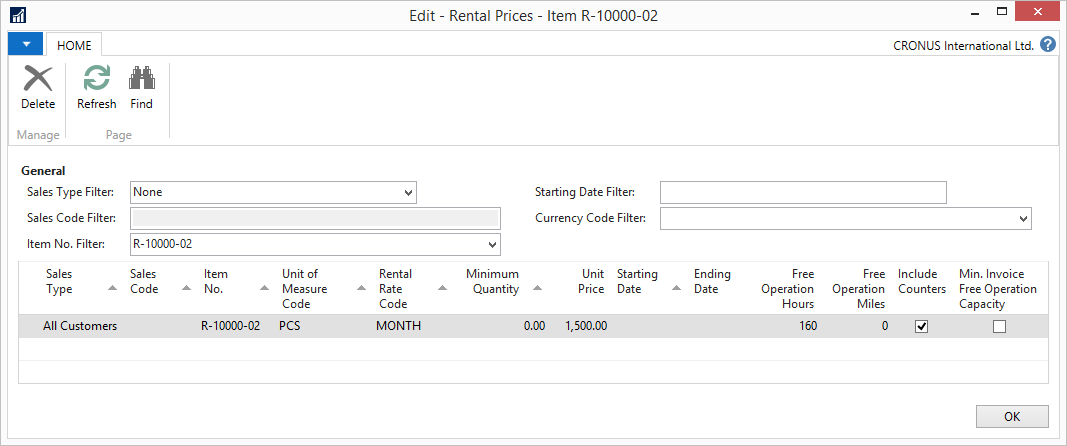 Edit - Rental Prices - Item R-10000-02
HOME
CRONUS International Ltd.
?
Delete
Refresh
Find
Manage
Page
General
Sales Type Filter: None
Starting Date Filter:
Sales Code Filter:
Currency Code Filter:
Item No. Filter: R-10000-02
Sales Type
Sales Code
Item No.
Unit of Measure Code
Rental Rate Code
Minimum Quantity
Unit Price
Starting Date
Ending Date
Free Operation Hours
Free Operation Miles
Include Counters
Min. Invoice Free Operation Capacity
All Customers R-10000-02 PCS MONTH 0.00 1,500.00 160 0
OK